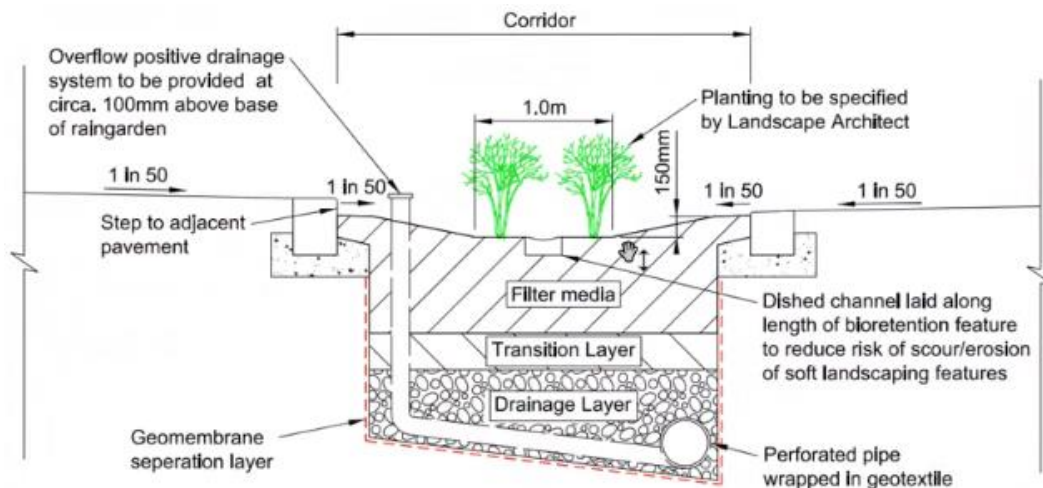 Corridor
Overflow positive drainage
system to be provided at
circa. 100mm above base
of raingarden
1.0m
Planting to be specified
by Landscape Architect
150mm
1 in 50
1 in 50
1 in 50
1 in 50
Step to adjacent
pavement
Filter media
Dished channel laid along
length of bioretention feature
to reduce risk of scour/erosion
of soft landscaping features
Transition Layer
Drainage Layer
Geomembrane
seperation layer
Perforated pipe
wrapped in geotextile